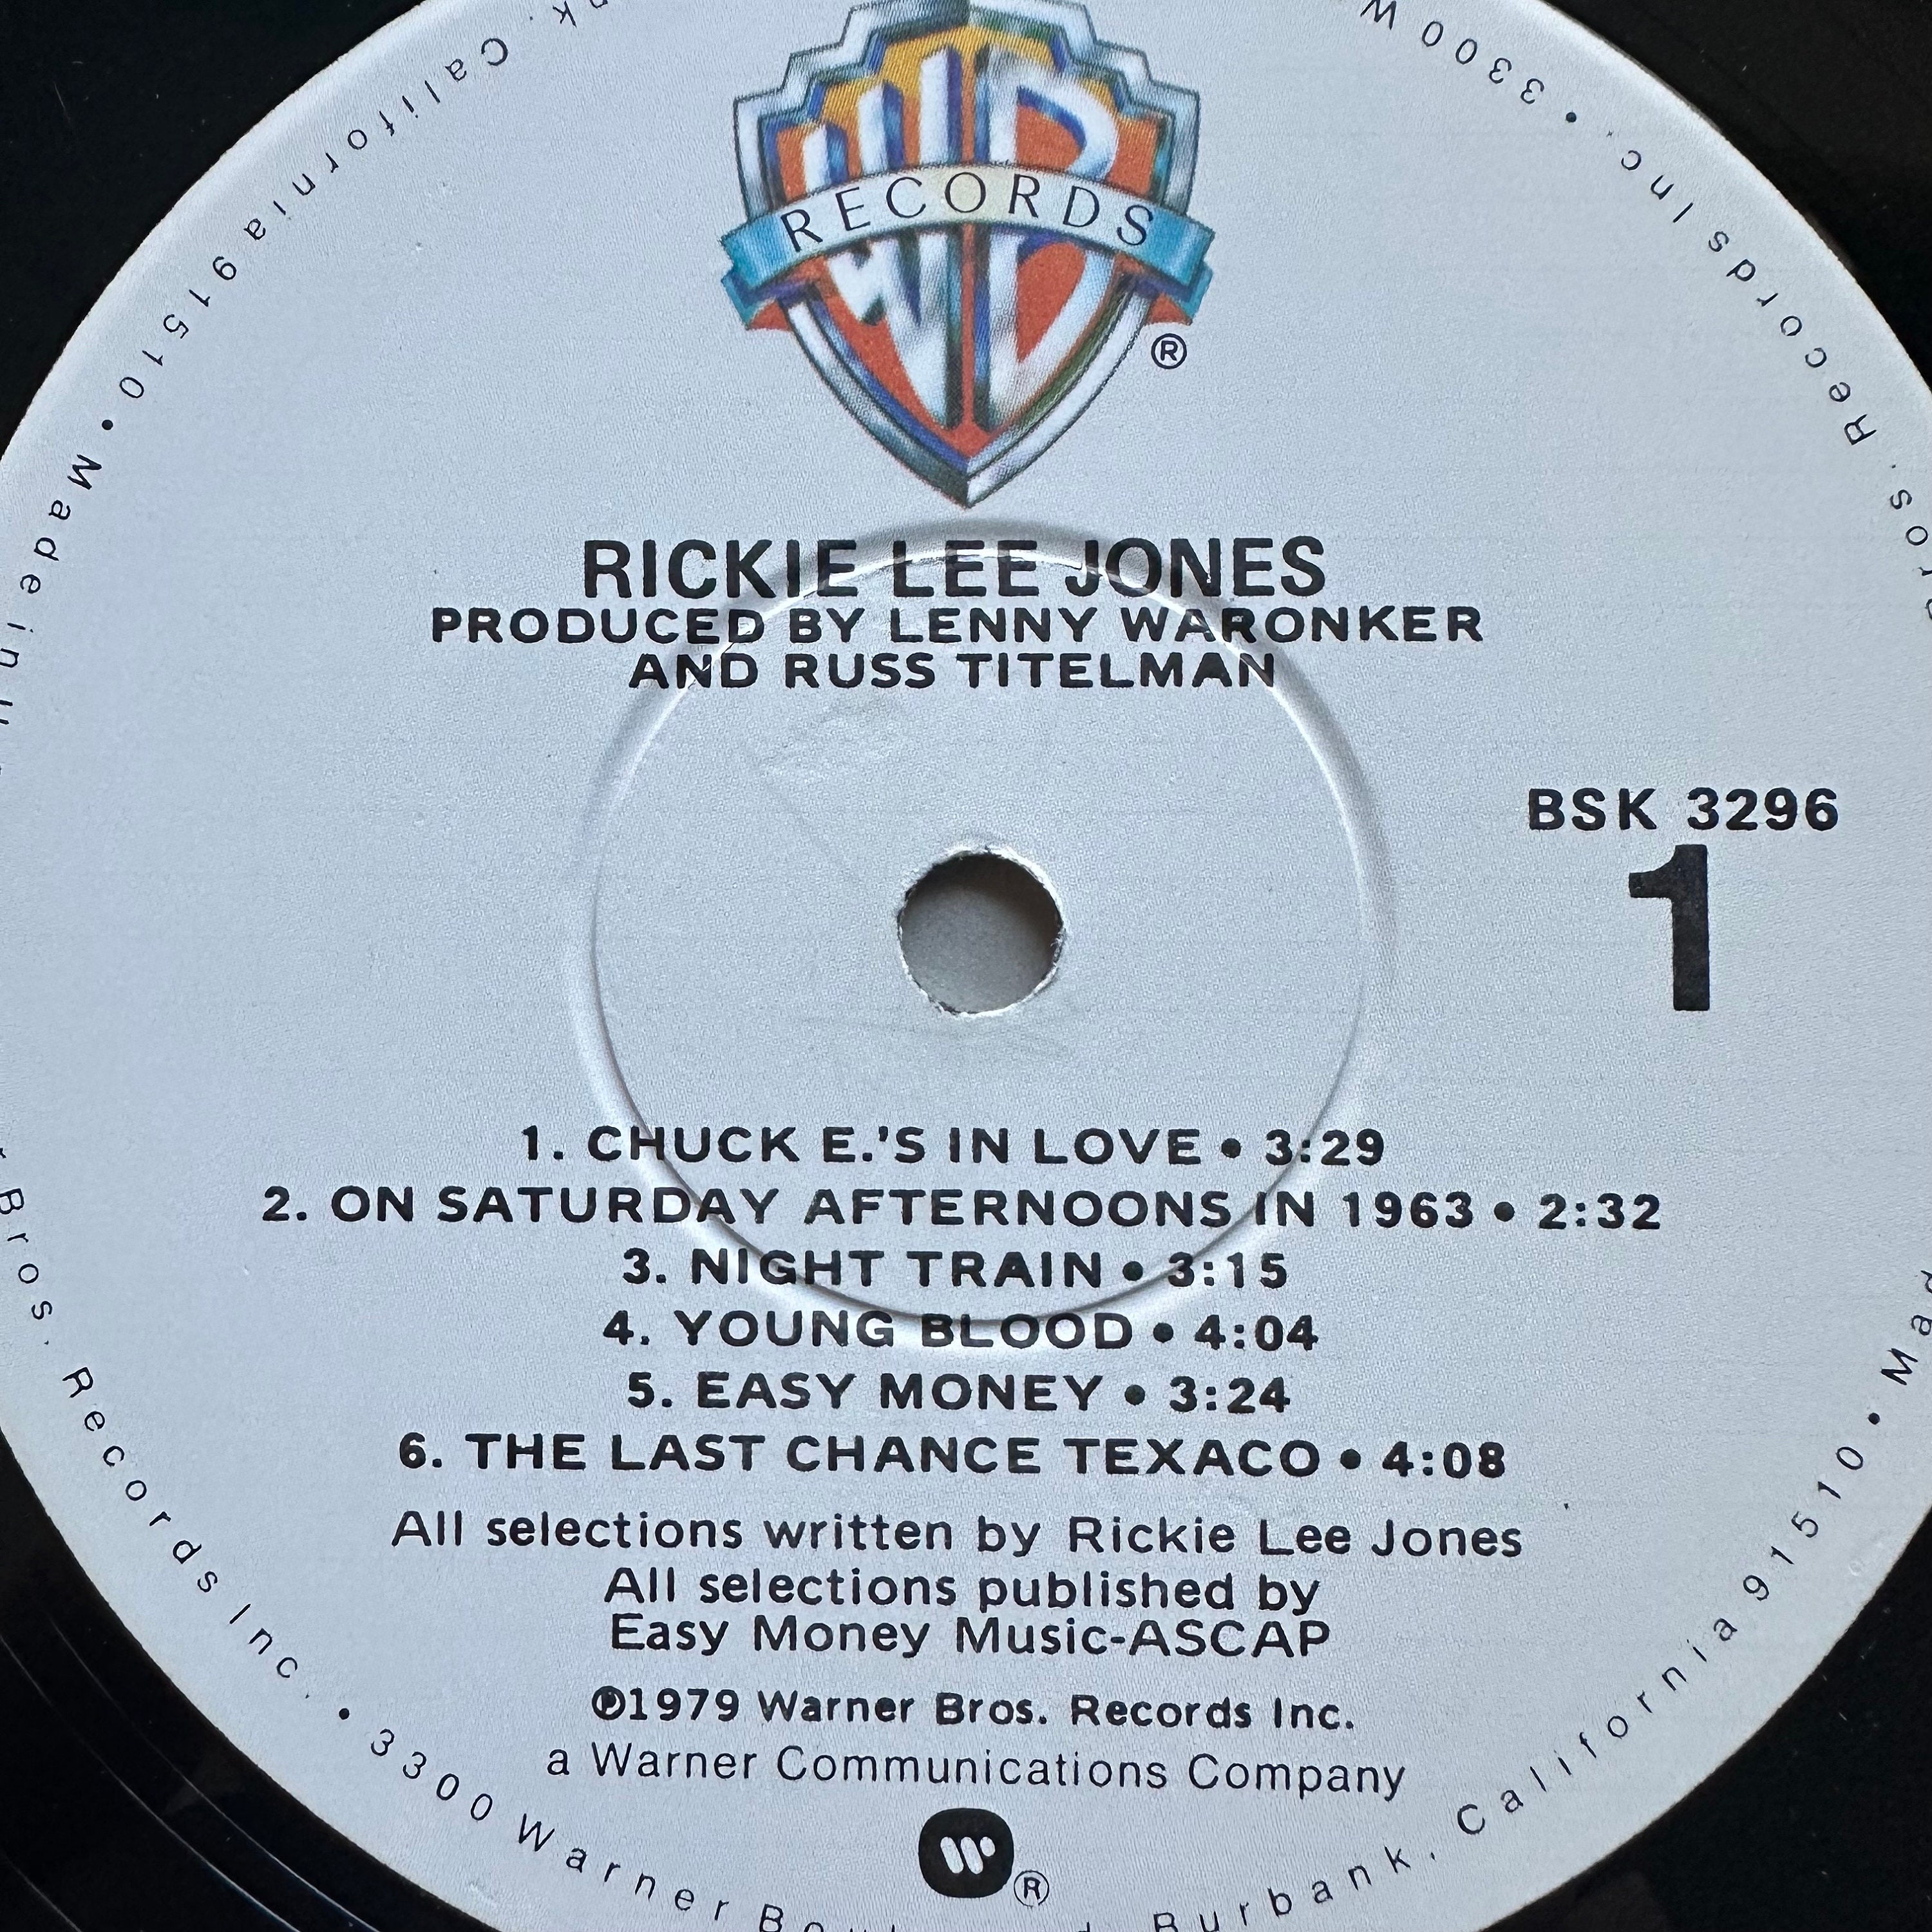 WB
RECORDS
®
RICKIE LEE JONES
PRODUCED BY LENNY WARONKER
AND RUSS TITELMAN
BSK 3296
1
1. CHUCK E.'S IN LOVE • 3:29
2. ON SATURDAY AFTERNOONS IN 1963 • 2:32
3. NIGHT TRAIN • 3:15
4. YOUNG BLOOD • 4:04
5. EASY MONEY • 3:24
6. THE LAST CHANCE TEXACO • 4:08
All selections written by Rickie Lee Jones
All selections published by
Easy Money Music-ASCAP
℗1979 Warner Bros. Records Inc.
a Warner Communications Company
W
®
Bros. Records Inc. • 3300 Warner
Burbank, California 91510 •
California 91510 • Made in
Records Inc. • 3300